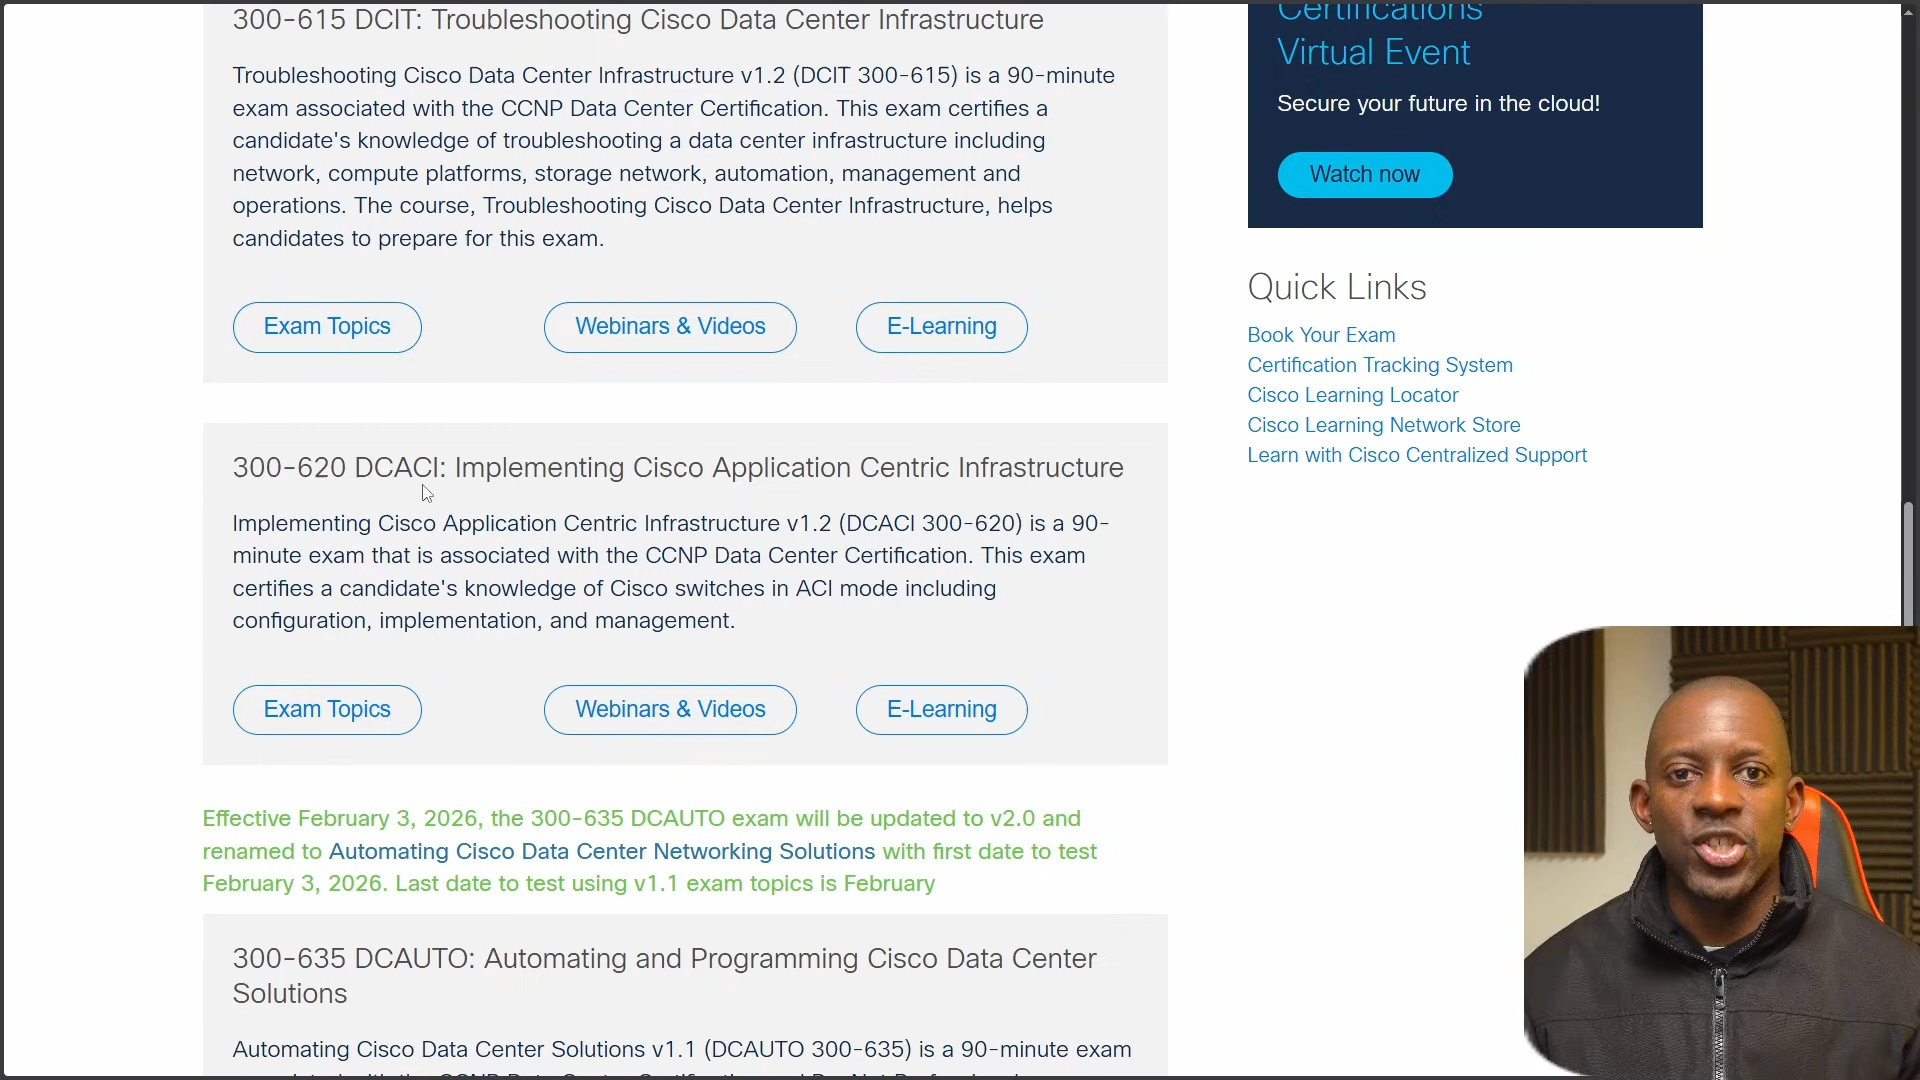 300-615 DCIT: Troubleshooting Cisco Data Center Infrastructure
Troubleshooting Cisco Data Center Infrastructure v1.2 (DCIT 300-615) is a 90-minute
exam associated with the CCNP Data Center Certification. This exam certifies a
candidate's knowledge of troubleshooting a data center infrastructure including
network, compute platforms, storage network, automation, management and
operations. The course, Troubleshooting Cisco Data Center Infrastructure, helps
candidates to prepare for this exam.
Exam Topics
Webinars & Videos
E-Learning
300-620 DCACI: Implementing Cisco Application Centric Infrastructure
Implementing Cisco Application Centric Infrastructure v1.2 (DCACI 300-620) is a 90-
minute exam that is associated with the CCNP Data Center Certification. This exam
certifies a candidate's knowledge of Cisco switches in ACI mode including
configuration, implementation, and management.
Exam Topics
Webinars & Videos
E-Learning
Effective February 3, 2026, the 300-635 DCAUTO exam will be updated to v2.0 and
renamed to Automating Cisco Data Center Networking Solutions with first date to test
February 3, 2026. Last date to test using v1.1 exam topics is February
300-635 DCAUTO: Automating and Programming Cisco Data Center
Solutions
Automating Cisco Data Center Solutions v1.1 (DCAUTO 300-635) is a 90-minute exam
Certifications
Virtual Event
Secure your future in the cloud!
Watch now
Quick Links
Book Your Exam
Certification Tracking System
Cisco Learning Locator
Cisco Learning Network Store
Learn with Cisco Centralized Support